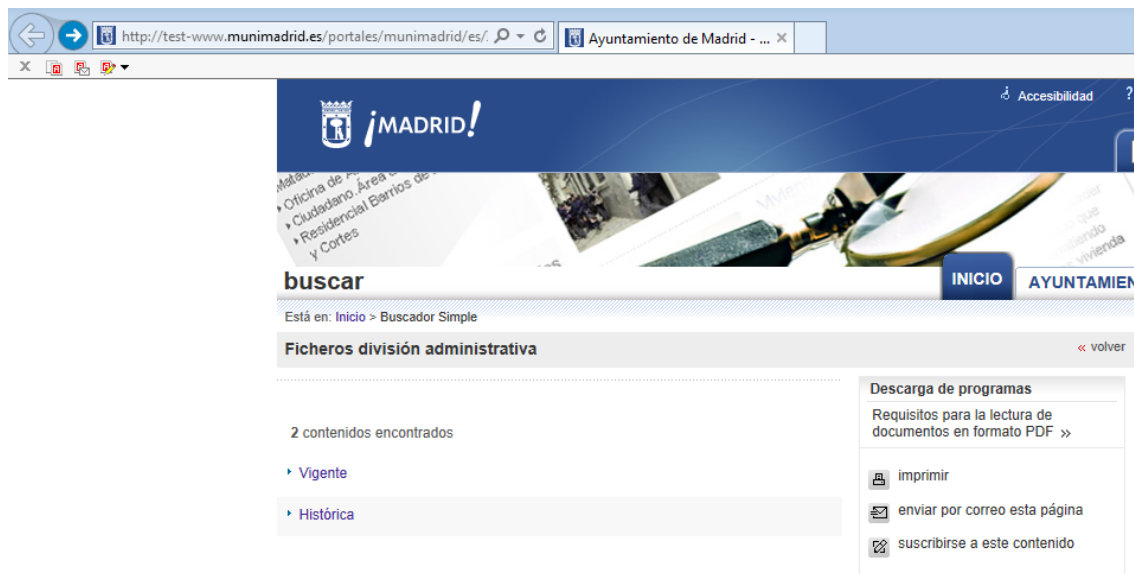 http://test-www.munimadrid.es/portales/munimadrid/es/
Ayuntamiento de Madrid - ...
¡MADRID!
Accesibilidad ?
Oficina de
Ciudadano. Área
Residencial Barrios de
y Cortes
vivienda
buscar
INICIO
AYUNTAMIEN
Está en: Inicio > Buscador Simple
Ficheros división administrativa
« volver
2 contenidos encontrados
Vigente
Histórica
Descarga de programas
Requisitos para la lectura de
documentos en formato PDF »
imprimir
enviar por correo esta página
suscribirse a este contenido